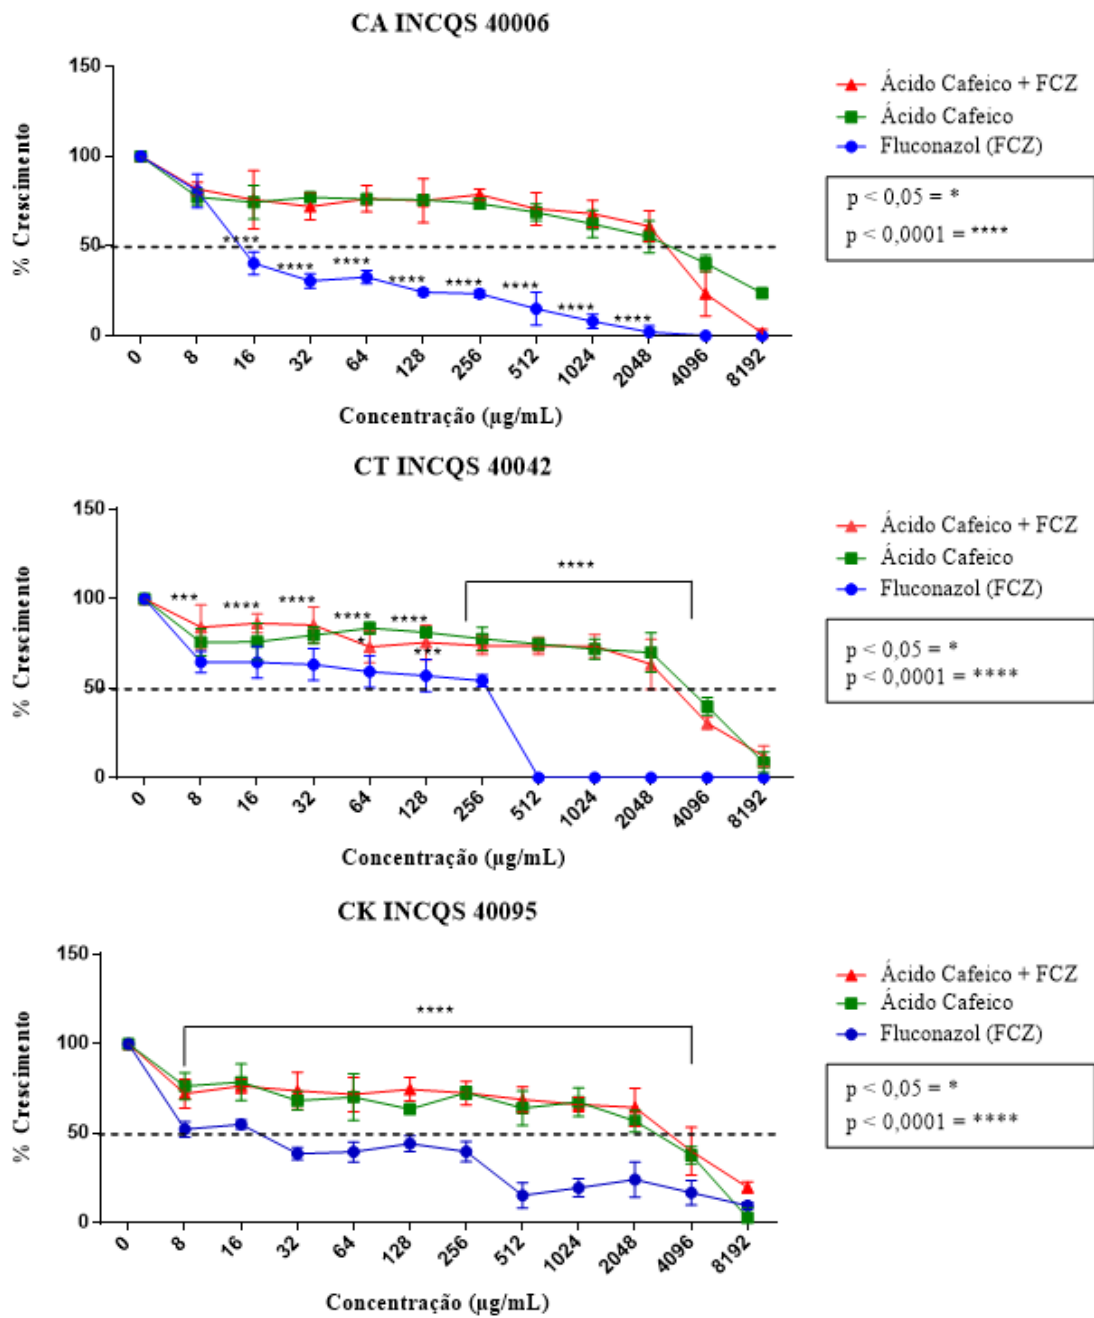 CA INCQS 40006
150
100
50
0
% Crescimento
**** **** **** **** **** **** **** ****
0 8 16 32 64 128 256 512 1024 2048 4096 8192
Concentração (µg/mL)
Ácido Cafeico + FCZ
Ácido Cafeico
Fluconazol (FCZ)
p < 0,05 = *
p < 0,0001 = ****
CT INCQS 40042
150
100
50
0
% Crescimento
*** **** **** **** **** ****
* ***
0 8 16 32 64 128 256 512 1024 2048 4096 8192
Concentração (µg/mL)
Ácido Cafeico + FCZ
Ácido Cafeico
Fluconazol (FCZ)
p < 0,05 = *
p < 0,0001 = ****
CK INCQS 40095
150
100
50
0
% Crescimento
****
0 8 16 32 64 128 256 512 1024 2048 4096 8192
Concentração (µg/mL)
Ácido Cafeico + FCZ
Ácido Cafeico
Fluconazol (FCZ)
p < 0,05 = *
p < 0,0001 = ****